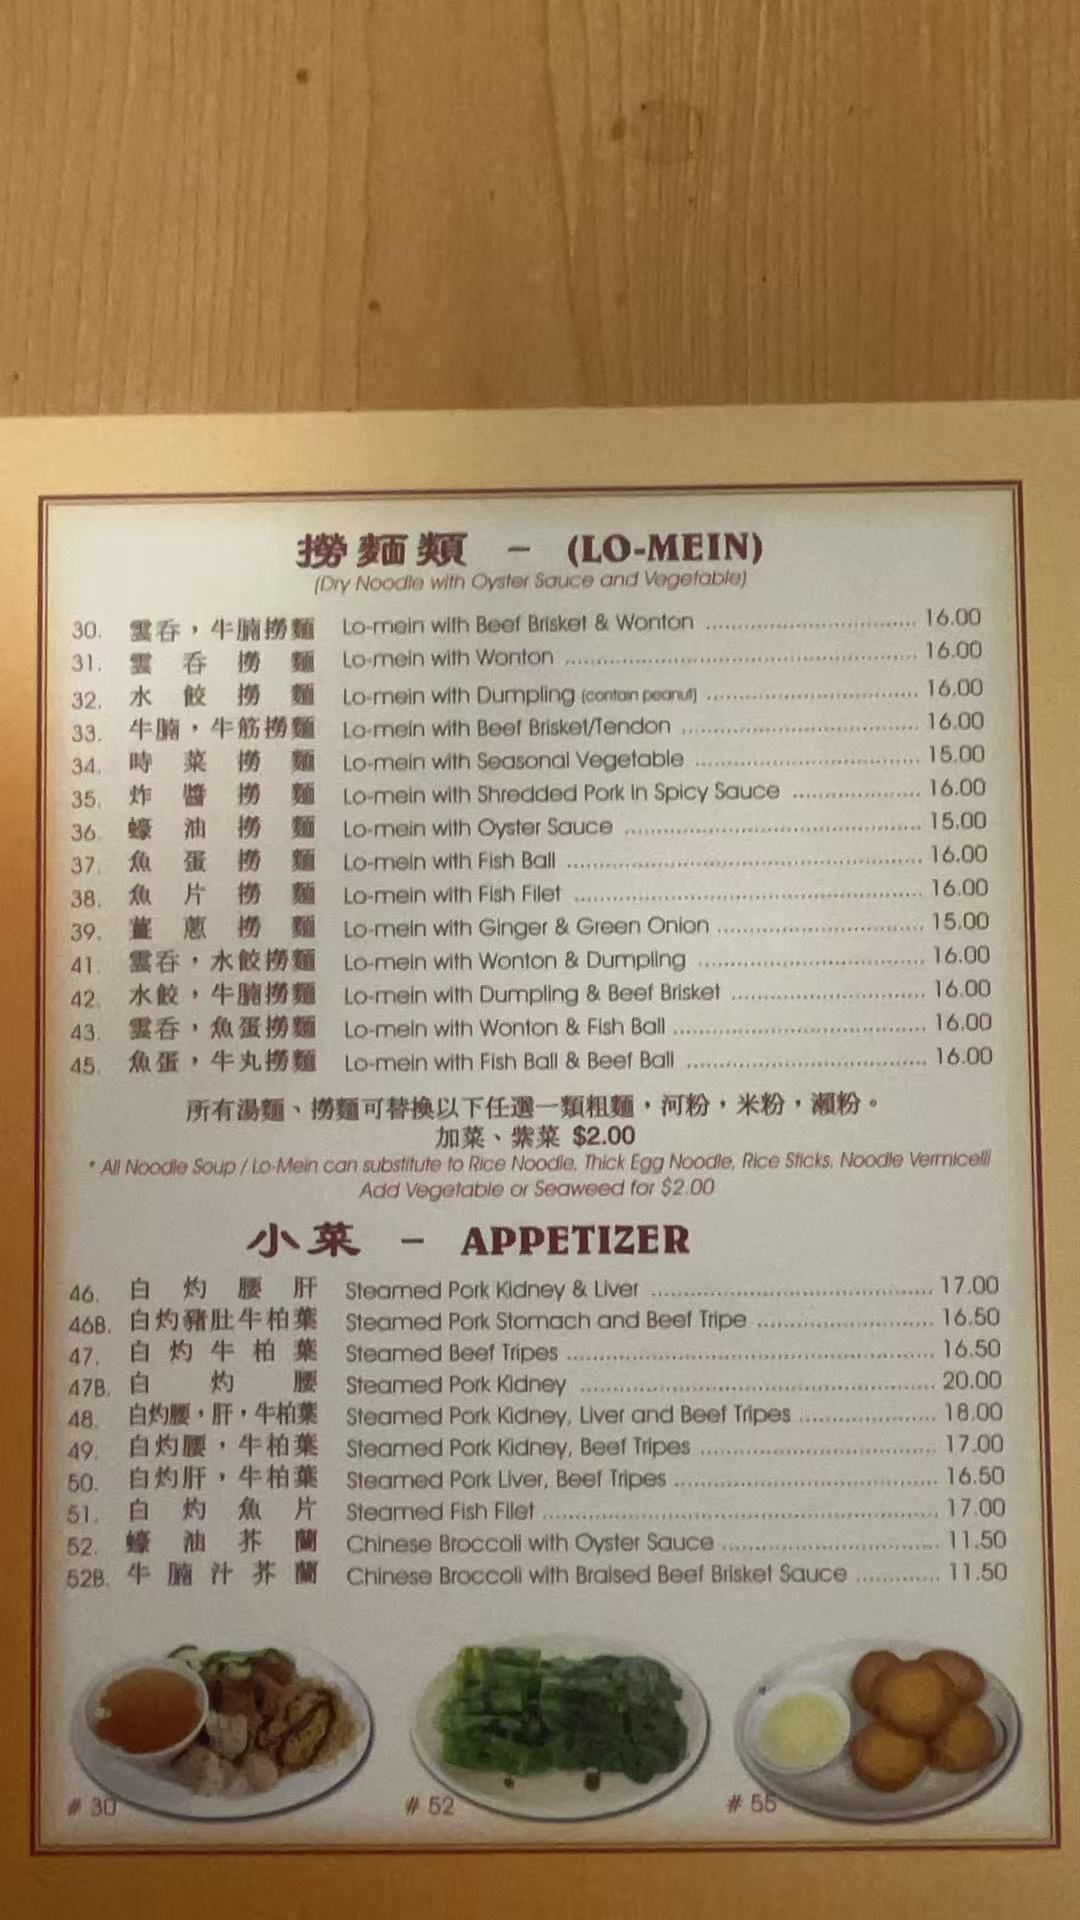 撈麵類 - (LO-MEIN)
(Dry Noodle with Oyster Sauce and Vegetable)
30. 雲吞，牛腩撈麵 Lo-mein with Beef Brisket & Wonton 16.00
31. 雲吞撈麵 Lo-mein with Wonton 16.00
32. 水餃撈麵 Lo-mein with Dumpling (contain peanut) 16.00
33. 牛腩，牛筋撈麵 Lo-mein with Beef Brisket/Tendon 16.00
34. 時菜撈麵 Lo-mein with Seasonal Vegetable 15.00
35. 炸醬撈麵 Lo-mein with Shredded Pork in Spicy Sauce 16.00
36. 蠔油撈麵 Lo-mein with Oyster Sauce 15.00
37. 魚蛋撈麵 Lo-mein with Fish Ball 16.00
38. 魚片撈麵 Lo-mein with Fish Filet 16.00
39. 薑蔥撈麵 Lo-mein with Ginger & Green Onion 15.00
41. 雲吞，水餃撈麵 Lo-mein with Wonton & Dumpling 16.00
42. 水餃，牛腩撈麵 Lo-mein with Dumpling & Beef Brisket 16.00
43. 雲吞，魚蛋撈麵 Lo-mein with Wonton & Fish Ball 16.00
45. 魚蛋，牛丸撈麵 Lo-mein with Fish Ball & Beef Ball 16.00
所有湯麵、撈麵可替換以下任選一類粗麵，河粉，米粉，瀨粉。
加菜、紫菜 $2.00
* All Noodle Soup / Lo-Mein can substitute to Rice Noodle, Thick Egg Noodle, Rice Sticks, Noodle Vermicelli
Add Vegetable or Seaweed for $2.00
小菜 - APPETIZER
46. 白灼腰肝 Steamed Pork Kidney & Liver 17.00
46B. 白灼豬肚牛柏葉 Steamed Pork Stomach and Beef Tripe 16.50
47. 白灼牛柏葉 Steamed Beef Tripes 16.50
47B. 白灼腰 Steamed Pork Kidney 20.00
48. 白灼腰，肝，牛柏葉 Steamed Pork Kidney, Liver and Beef Tripes 18.00
49. 白灼腰，牛柏葉 Steamed Pork Kidney, Beef Tripes 17.00
50. 白灼肝，牛柏葉 Steamed Pork Liver, Beef Tripes 16.50
51. 白灼魚片 Steamed Fish Filet 17.00
52. 蠔油芥蘭 Chinese Broccoli with Oyster Sauce 11.50
52B. 牛腩汁芥蘭 Chinese Broccoli with Braised Beef Brisket Sauce 11.50
# 30 # 52 # 55